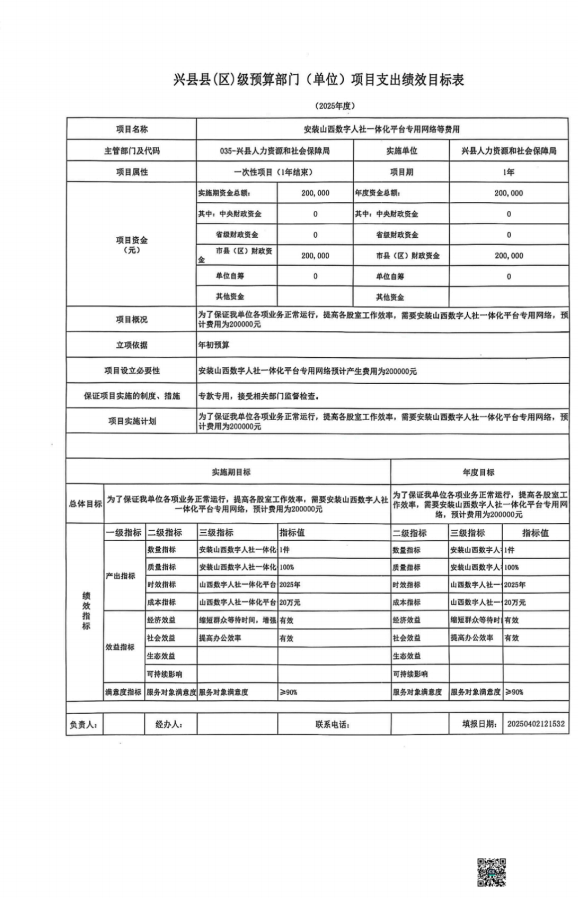 兴县县(区)级预算部门（单位）项目支出绩效目标表
（2025年度）
项目名称 安装山西数字人社一体化平台专用网络等费用
主管部门及代码 035-兴县人力资源和社会保障局 实施单位 兴县人力资源和社会保障局
项目属性 一次性项目（1年结束） 项目期 1年
项目资金（元）
实施期资金总额： 200,000 年度资金总额： 200,000
其中：中央财政资金 0 其中：中央财政资金 0
省级财政资金 0 省级财政资金 0
市县（区）财政资金 200,000 市县（区）财政资金 200,000
单位自筹 0 单位自筹 0
其他资金 其他资金
项目概况 为了保证我单位各项业务正常运行，提高各股室工作效率，需要安装山西数字人社一体化平台专用网络，预
计费用为200000元
立项依据 年初预算
项目设立必要性 安装山西数字人社一体化平台专用网络预计产生费用为200000元
保证项目实施的制度、措施 专款专用，接受相关部门监督检查。
项目实施计划 为了保证我单位各项业务正常运行，提高各股室工作效率，需要安装山西数字人社一体化平台专用网络，预
计费用为200000元
实施期目标 年度目标
总体目标 为了保证我单位各项业务正常运行，提高各股室工作效率，需要安装山西数字人社
一体化平台专用网络，预计费用为200000元
为了保证我单位各项业务正常运行，提高各股室工
作效率，需要安装山西数字人社一体化平台专用网
络，预计费用为200000元
绩效指标
一级指标 二级指标 三级指标 指标值 二级指标 三级指标 指标值
产出指标
数量指标 安装山西数字人社一体化 1件 数量指标 安装山西数字人 1件
质量指标 安装山西数字人社一体化 100% 质量指标 安装山西数字人 100%
时效指标 山西数字人社一体化平台 2025年 时效指标 山西数字人社一 2025年
成本指标 山西数字人社一体化平台 20万元 成本指标 山西数字人社一 20万元
效益指标
经济效益 缩短群众等待时间，增强 有效 经济效益 缩短群众等待时 有效
社会效益 提高办公效率 有效 社会效益 提高办公效率 有效
生态效益 生态效益
可持续影响 可持续影响
满意度指标 服务对象满意度 服务对象满意度 ≥90% 服务对象满意度 服务对象满意度 ≥90%
负责人： 经办人： 联系电话： 填报日期： 20250402121532